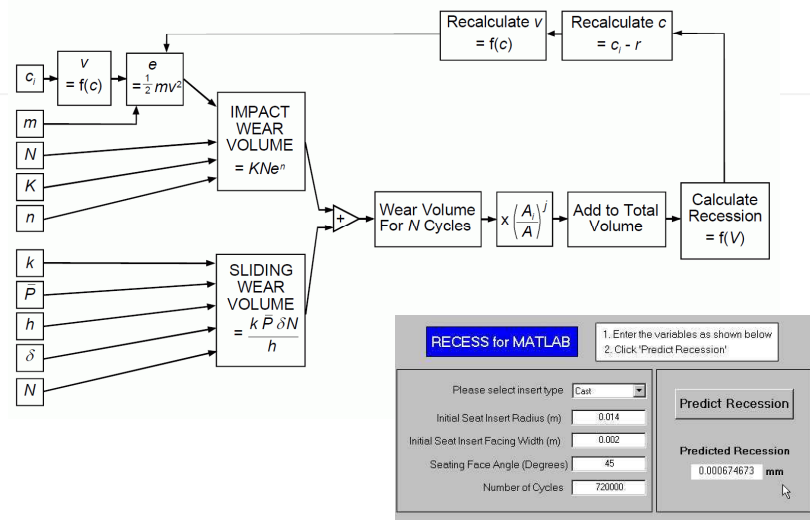 Recalculate v
= f(c)
Recalculate c
= cᵢ - r
cᵢ
v
= f(c)
e
= 1/2 mv²
m
N
K
n
IMPACT
WEAR
VOLUME
= KNeⁿ
+
Wear Volume
For N Cycles
x (Aᵢ/A)ʲ
Add to Total
Volume
Calculate
Recession
= f(V)
k
P̅
h
δ
N
SLIDING
WEAR
VOLUME
= k P̅ δN / h
RECESS for MATLAB
1. Enter the variables as shown below
2. Click 'Predict Recession'
Please select insert type Cast
Initial Seat Insert Radius (m) 0.014
Initial Seat Insert Facing Width (m) 0.002
Seating Face Angle (Degrees) 45
Number of Cycles 720000
Predict Recession
Predicted Recession
0.000674673 mm